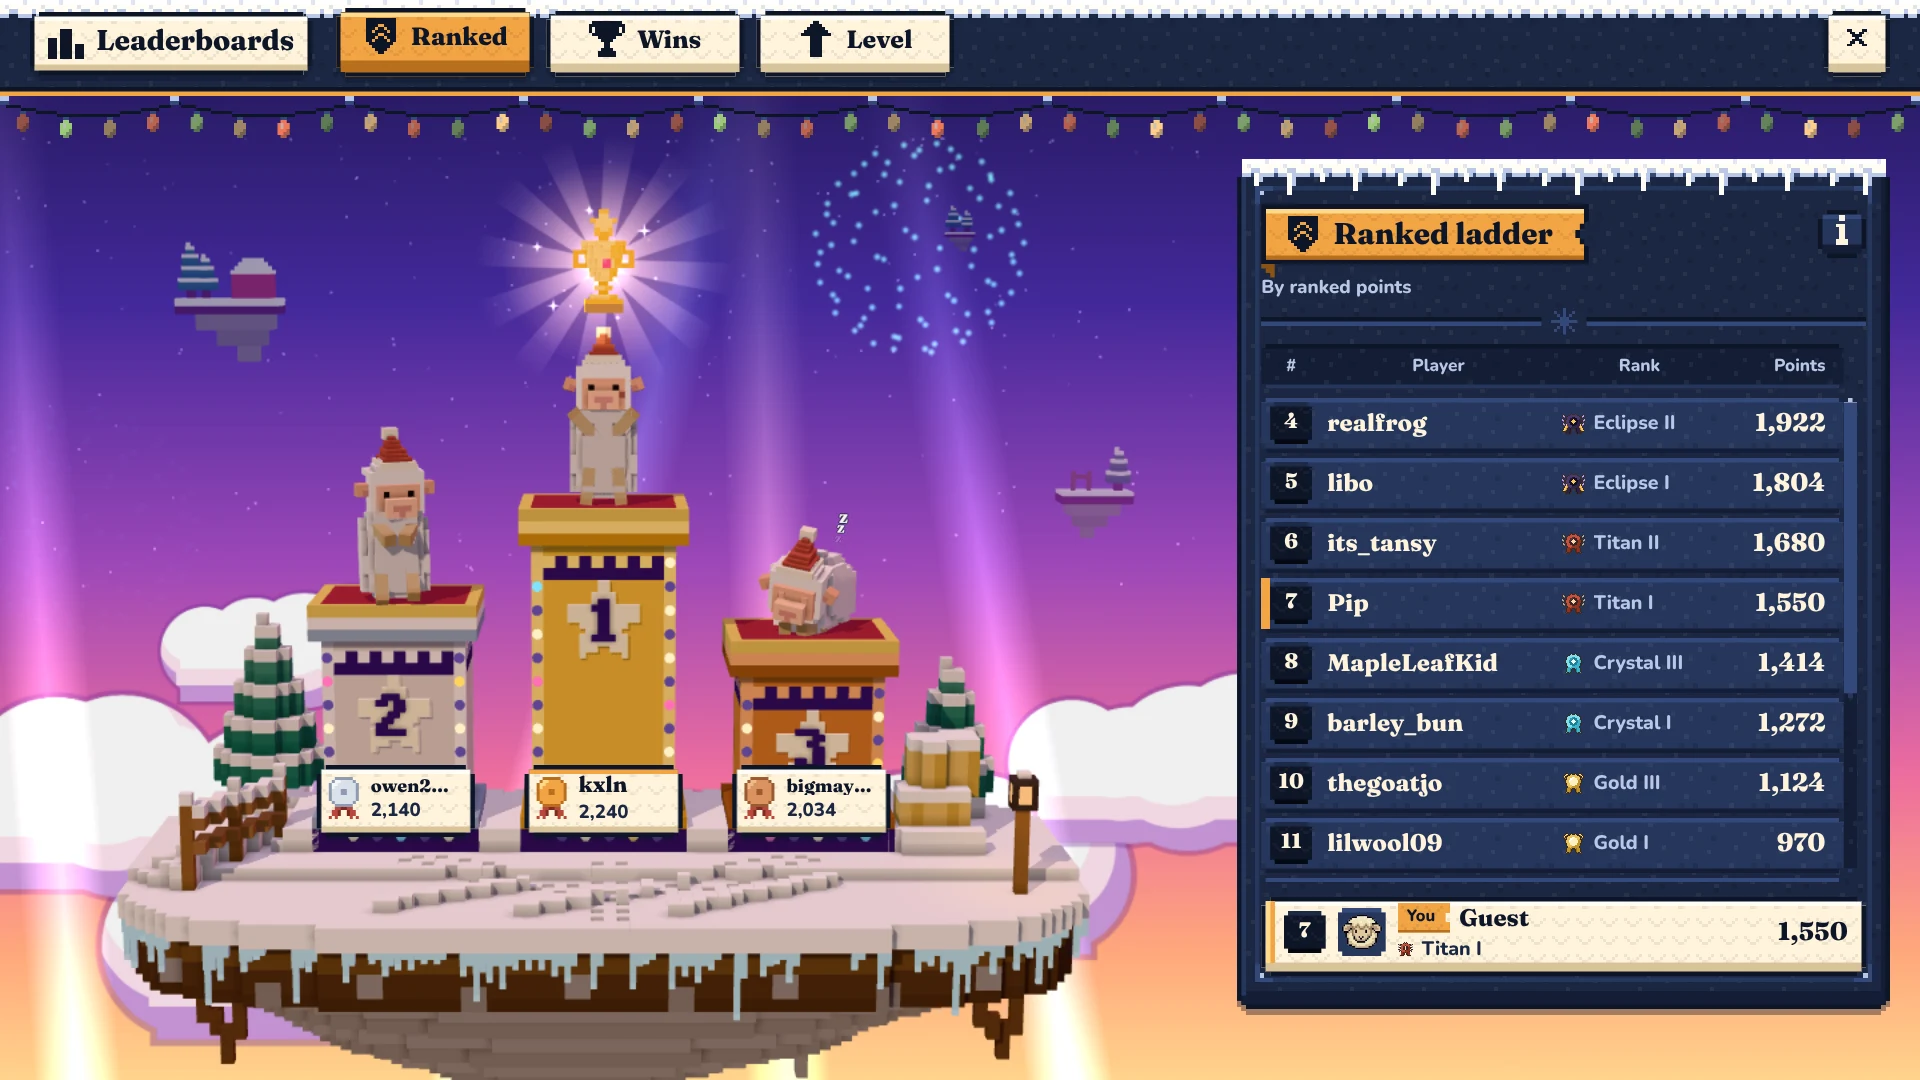 Leaderboards
Ranked
Wins
Level
Ranked ladder
i
By ranked points
# Player Rank Points
4 realfrog Eclipse II 1,922
5 libo Eclipse I 1,804
6 its_tansy Titan II 1,680
7 Pip Titan I 1,550
8 MapleLeafKid Crystal III 1,414
9 barley_bun Crystal I 1,272
10 thegoatjo Gold III 1,124
11 lilwool09 Gold I 970
7 You Guest 1,550
Titan I
z
z
1
2
3
owen2...
2,140
kxln
2,240
bigmay...
2,034